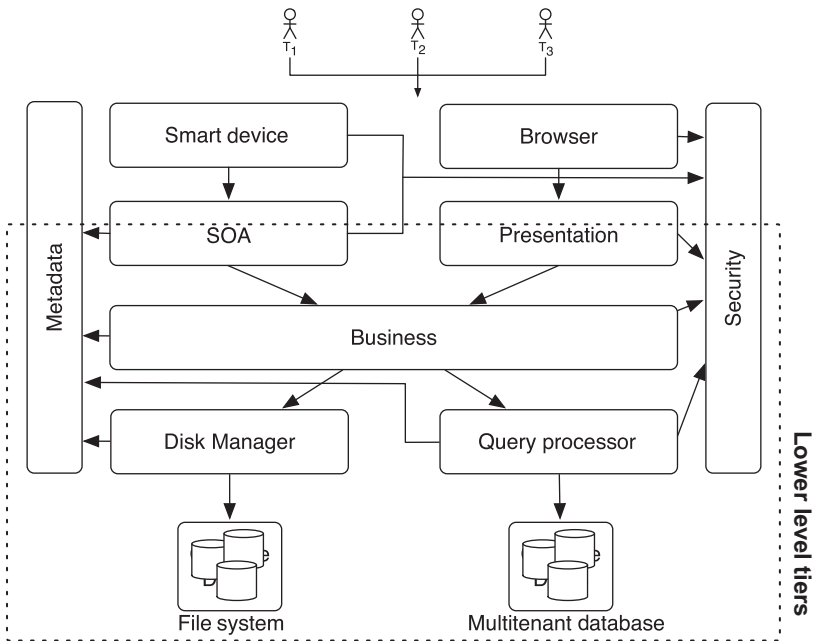 T1
T2
T3
Smart device
Browser
SOA
Presentation
Metadata
Security
Business
Disk Manager
Query processor
File system
Multitenant database
Lower level tiers